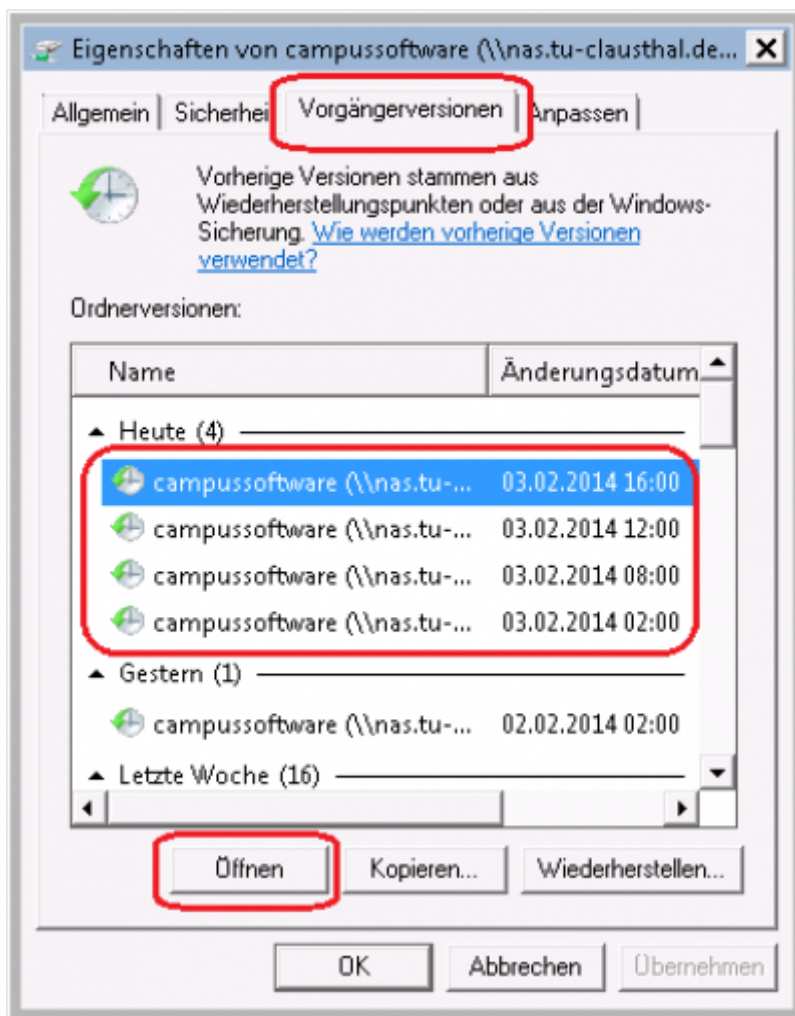 Eigenschaften von campussoftware (\\nas.tu-clausthal.de...
Allgemein Sicherhei Vorgängerversionen Anpassen
Vorherige Versionen stammen aus
Wiederherstellungspunkten oder aus der Windows-
Sicherung. Wie werden vorherige Versionen
verwendet?
Ordnerversionen:
Name Änderungsdatum
Heute (4)
campussoftware (\\nas.tu-... 03.02.2014 16:00
campussoftware (\\nas.tu-... 03.02.2014 12:00
campussoftware (\\nas.tu-... 03.02.2014 08:00
campussoftware (\\nas.tu-... 03.02.2014 02:00
Gestern (1)
campussoftware (\\nas.tu-... 02.02.2014 02:00
Letzte Woche (16)
Öffnen Kopieren... Wiederherstellen...
OK Abbrechen Übernehmen